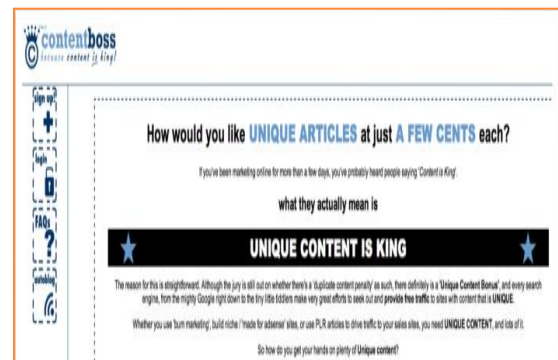 contentboss
because content is king!
sign up!
login
FAQs
autoblog
How would you like UNIQUE ARTICLES at just A FEW CENTS each?
If you've been marketing online for more than a few days, you've probably heard people saying 'Content is King'.
what they actually mean is
UNIQUE CONTENT IS KING
The reason for this is straightforward. Although the jury is still out on whether there's a 'duplicate content penalty' as such, there definitely is a 'Unique Content Bonus', and every search
engine, from the mighty Google right down to the tiny little tiddlers make very great efforts to seek out and provide free traffic to sites with content that is UNIQUE.
Whether you use 'bum marketing', build niche / 'made for adsense' sites, or use PLR articles to drive traffic to your sales sites, you need UNIQUE CONTENT, and lots of it.
So how do you get your hands on plenty of Unique content?